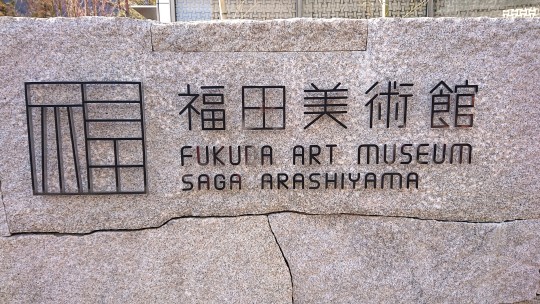 福田美術館
FUKUDA ART MUSEUM
SAGA ARASHIYAMA